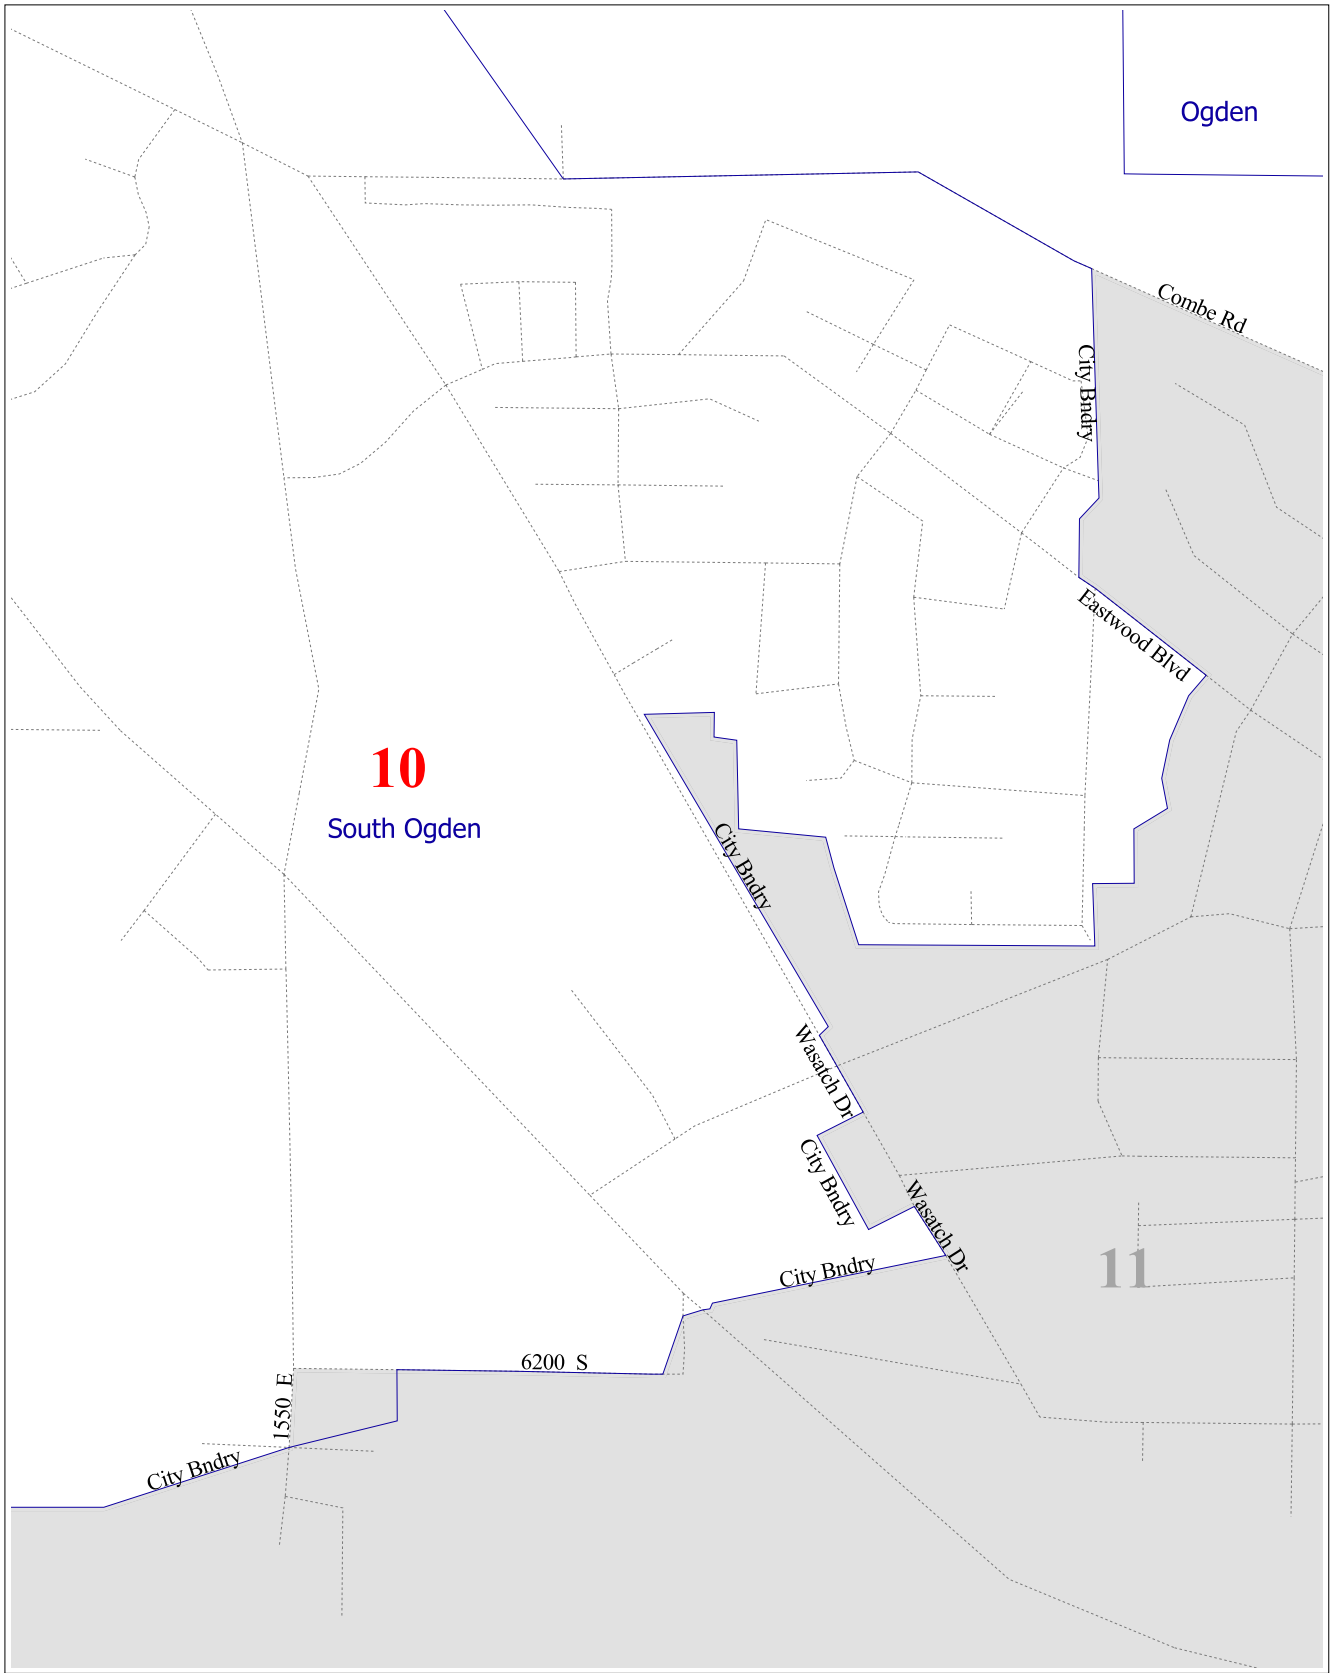 Ogden
Combe Rd
City Bndry
Eastwood Blvd
10
South Ogden
City Bndry
Wasatch Dr
City Bndry
Wasatch Dr
11
City Bndry
6200 S
1550 E
City Bndry